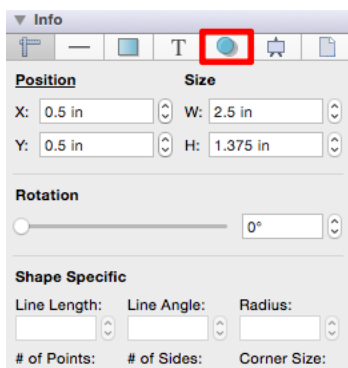 Info
T
Position Size
X: 0.5 in W: 2.5 in
Y: 0.5 in H: 1.375 in
Rotation
0°
Shape Specific
Line Length: Line Angle: Radius:
# of Points: # of Sides: Corner Size: